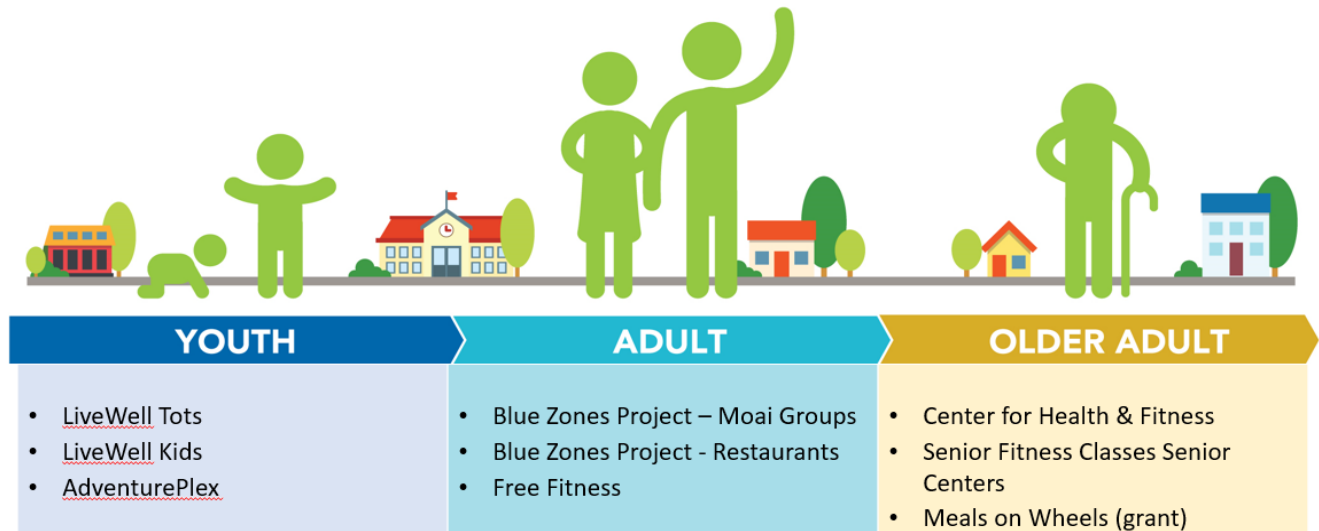 YOUTH
ADULT
OLDER ADULT
• LiveWell Tots
• LiveWell Kids
• AdventurePlex
• Blue Zones Project – Moai Groups
• Blue Zones Project - Restaurants
• Free Fitness
• Center for Health & Fitness
• Senior Fitness Classes Senior
Centers
• Meals on Wheels (grant)